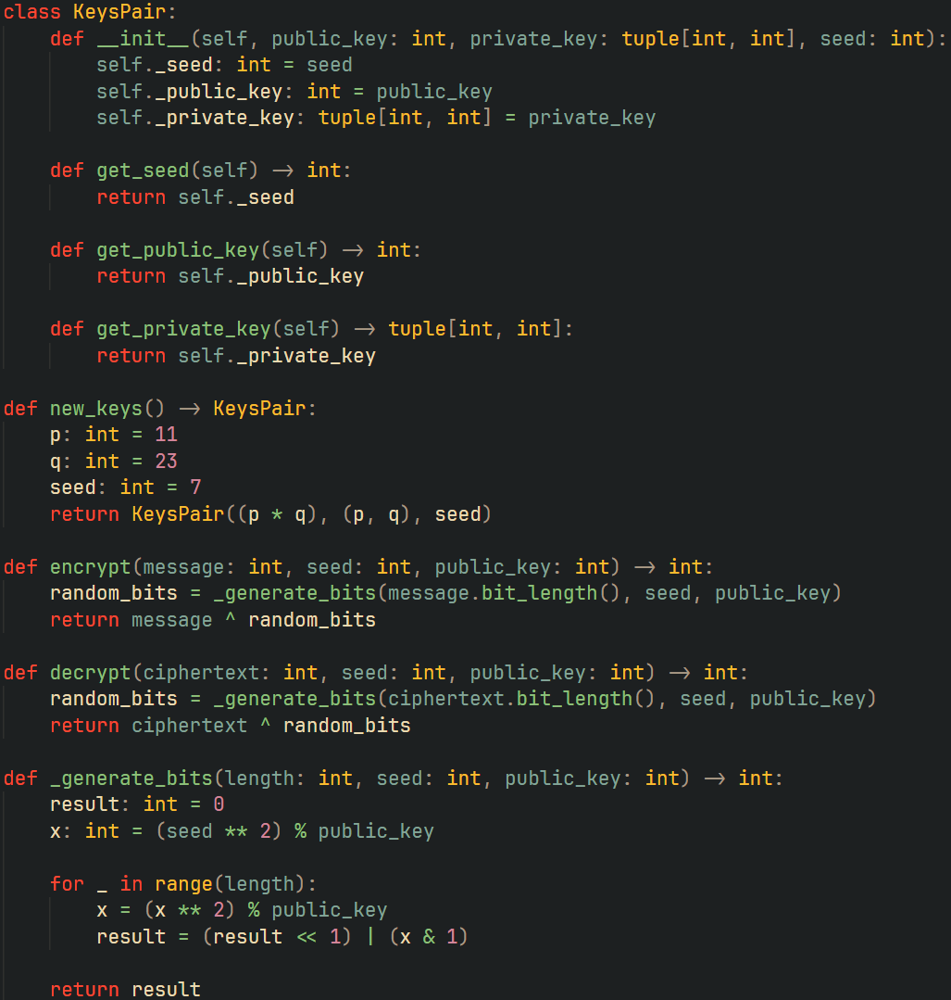 class KeysPair:
    def __init__(self, public_key: int, private_key: tuple[int, int], seed: int):
        self._seed: int = seed
        self._public_key: int = public_key
        self._private_key: tuple[int, int] = private_key

    def get_seed(self) -> int:
        return self._seed

    def get_public_key(self) -> int:
        return self._public_key

    def get_private_key(self) -> tuple[int, int]:
        return self._private_key

def new_keys() -> KeysPair:
    p: int = 11
    q: int = 23
    seed: int = 7
    return KeysPair((p * q), (p, q), seed)

def encrypt(message: int, seed: int, public_key: int) -> int:
    random_bits = _generate_bits(message.bit_length(), seed, public_key)
    return message ^ random_bits

def decrypt(ciphertext: int, seed: int, public_key: int) -> int:
    random_bits = _generate_bits(ciphertext.bit_length(), seed, public_key)
    return ciphertext ^ random_bits

def _generate_bits(length: int, seed: int, public_key: int) -> int:
    result: int = 0
    x: int = (seed ** 2) % public_key

    for _ in range(length):
        x = (x ** 2) % public_key
        result = (result << 1) | (x & 1)

    return result